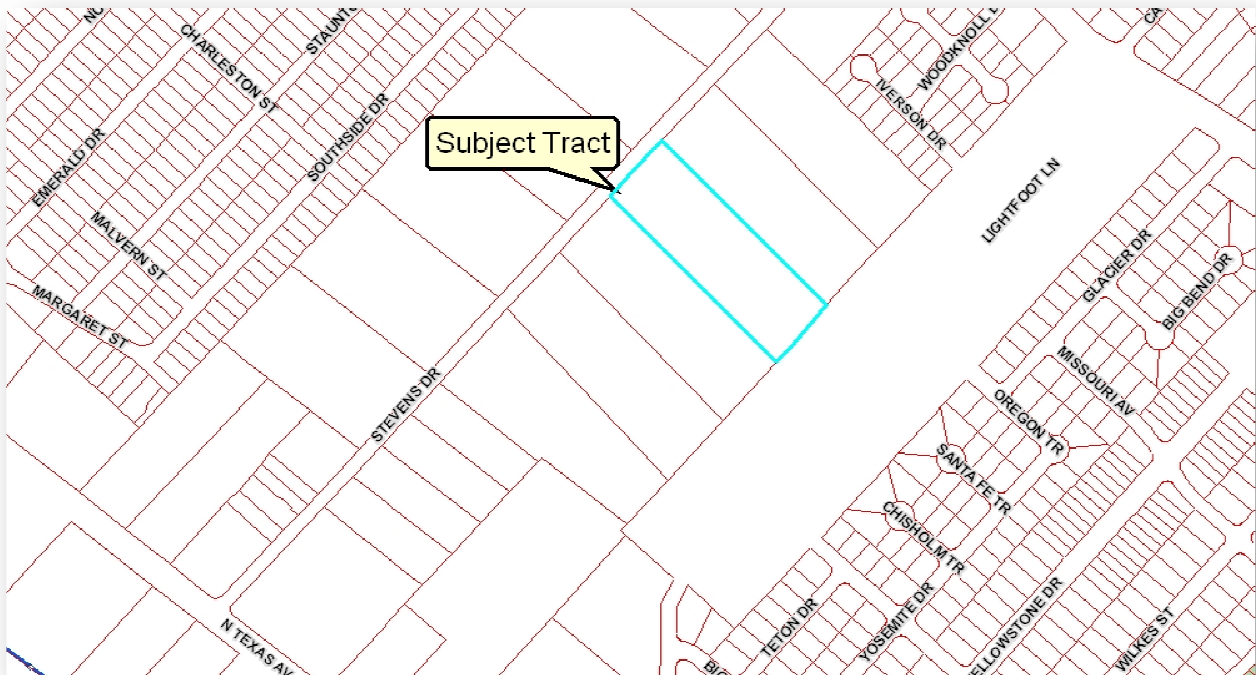 CHARLESTON ST
WOODKNOLL
IVERSON DR
SOUTHSIDE DR
Subject Tract
EMERALD DR
LIGHTFOOT LN
MALVERN ST
GLACIER DR
BIG BEND DR
MARGARET ST
MISSOURI AV
STEVENS DR
OREGON TR
SANTA FE TR
CHISHOLM TR
TETON DR
YOSEMITE DR
WILKES ST
N TEXAS AV